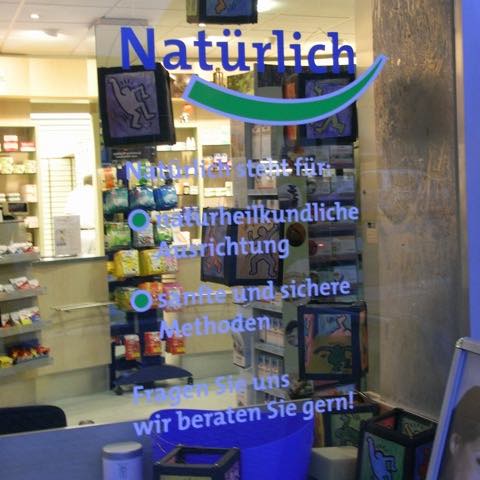 Natürlich
Natürlich steht für:
naturheilkundliche
Ausrichtung
sanfte und sichere
Methoden
Fragen Sie uns
wir beraten Sie gern!